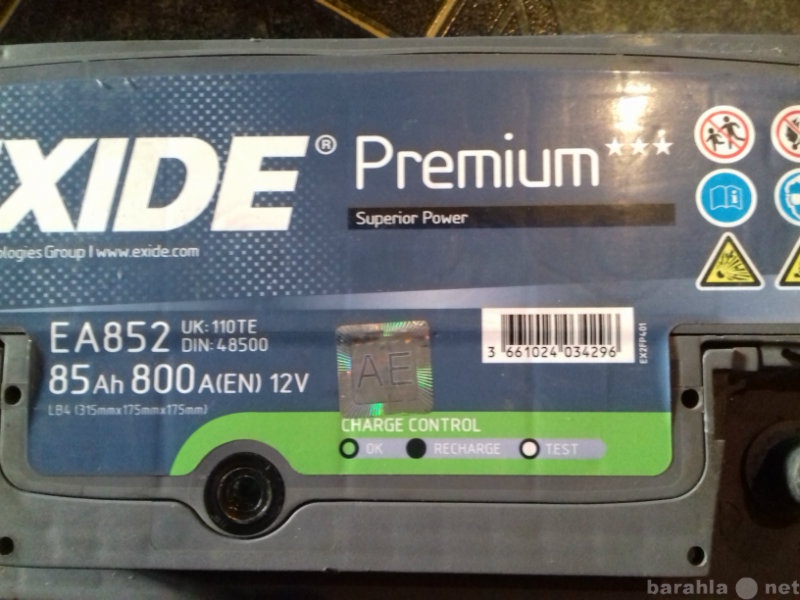 EXIDE® Premium
Superior Power
ologies Group | www.exide.com
EA852 UK: 110TE
DIN: 48500
85Ah 800A(EN) 12V
LB4 (315mmx175mmx175mm)
AE
3 661024 034296
EX2FP401
CHARGE CONTROL
OK RECHARGE TEST
barahla net